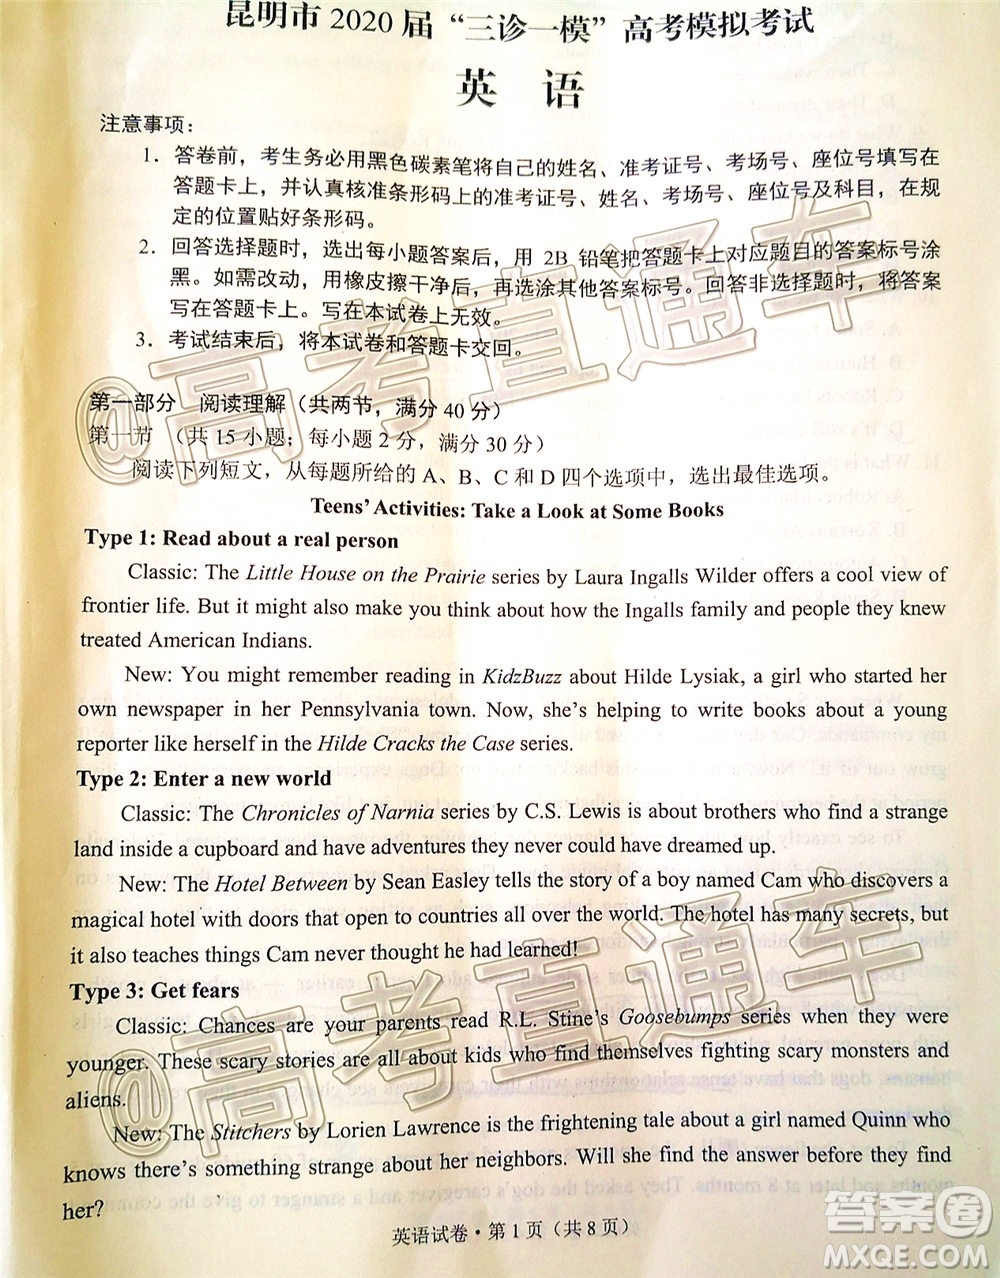 昆明市 2020 届 “三诊一模” 高考模拟考试
英 语
注意事项：
1. 答卷前，考生务必用黑色碳素笔将自己的姓名、准考证号、考场号、座位号填写在
答题卡上，并认真核准条形码上的准考证号、姓名、考场号、座位号及科目，在规
定的位置贴好条形码。
2. 回答选择题时，选出每小题答案后，用 2B 铅笔把答题卡上对应题目的答案标号涂
黑。如需改动，用橡皮擦干净后，再选涂其他答案标号。回答非选择题时，将答案
写在答题卡上。写在本试卷上无效。
3. 考试结束后，将本试卷和答题卡交回。
第一部分 阅读理解（共两节，满分 40 分）
第一节 （共 15 小题；每小题 2 分，满分 30 分）
阅读下列短文，从每题所给的 A、B、C 和 D 四个选项中，选出最佳选项。
Teens’ Activities: Take a Look at Some Books
Type 1: Read about a real person
Classic: The Little House on the Prairie series by Laura Ingalls Wilder offers a cool view of
frontier life. But it might also make you think about how the Ingalls family and people they knew
treated American Indians.
New: You might remember reading in KidzBuzz about Hilde Lysiak, a girl who started her
own newspaper in her Pennsylvania town. Now, she’s helping to write books about a young
reporter like herself in the Hilde Cracks the Case series.
Type 2: Enter a new world
Classic: The Chronicles of Narnia series by C.S. Lewis is about brothers who find a strange
land inside a cupboard and have adventures they never could have dreamed up.
New: The Hotel Between by Sean Easley tells the story of a boy named Cam who discovers a
magical hotel with doors that open to countries all over the world. The hotel has many secrets, but
it also teaches things Cam never thought he had learned!
Type 3: Get fears
Classic: Chances are your parents read R.L. Stine’s Goosebumps series when they were
younger. These scary stories are all about kids who find themselves fighting scary monsters and
aliens.
New: The Stitchers by Lorien Lawrence is the frightening tale about a girl named Quinn who
knows there’s something strange about her neighbors. Will she find the answer before they find
her?
英语试卷·第 1 页（共 8 页）
@高考直通车
@高考直通车
答案圈
MXQE.COM